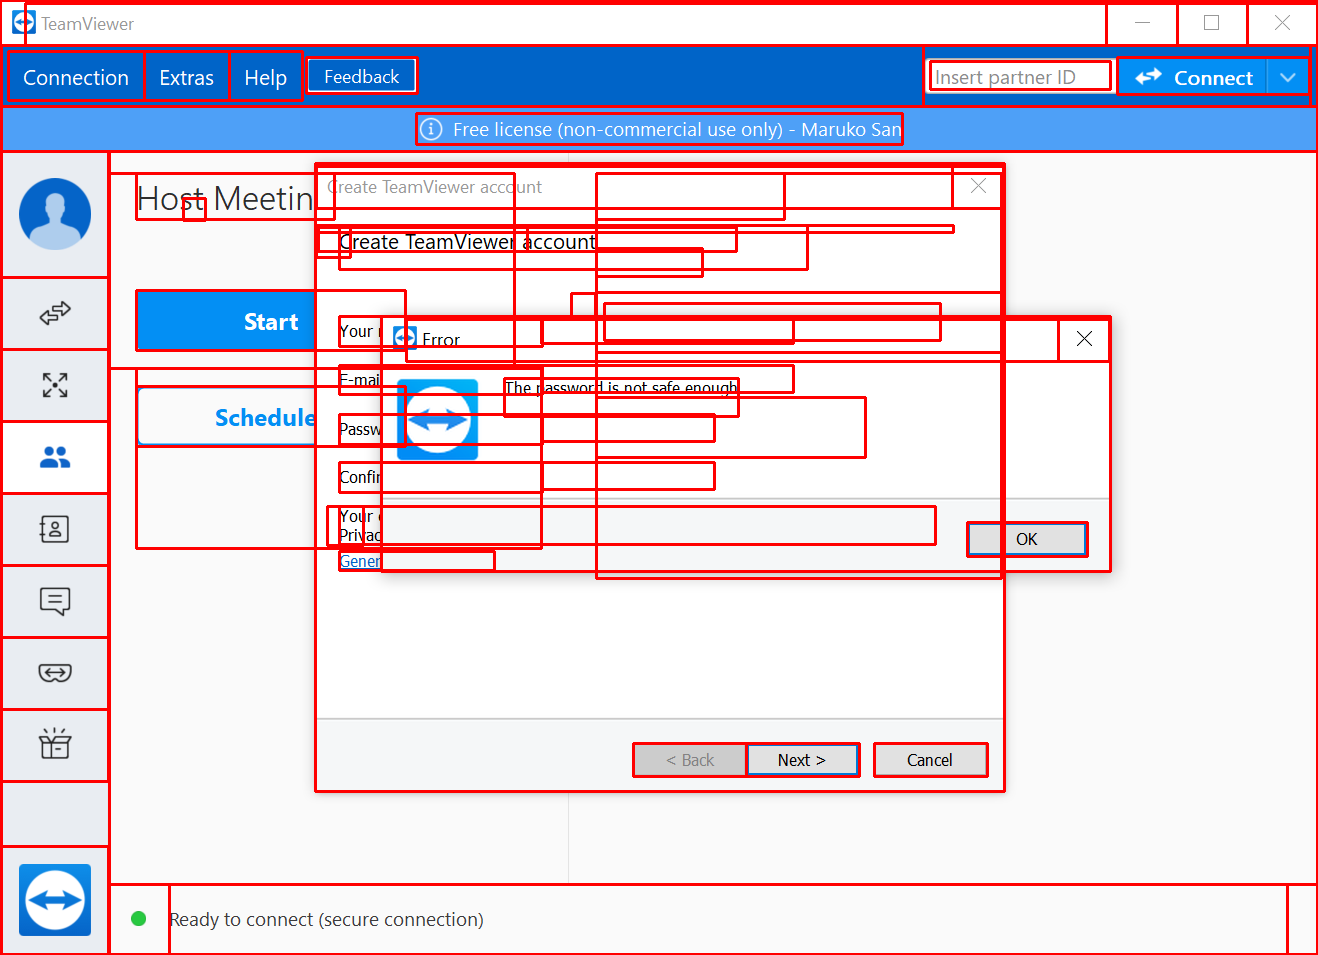 TeamViewer
Connection Extras Help Feedback
Insert partner ID
Connect
Free license (non-commercial use only) - Maruko San
Host Meetin
Start
Schedule
Create TeamViewer account
Create TeamViewer account
Your
E-mai
Passw
Confir
Your
Privac
Gener
Error
The password is not safe enough
OK
< Back
Next >
Cancel
Ready to connect (secure connection)